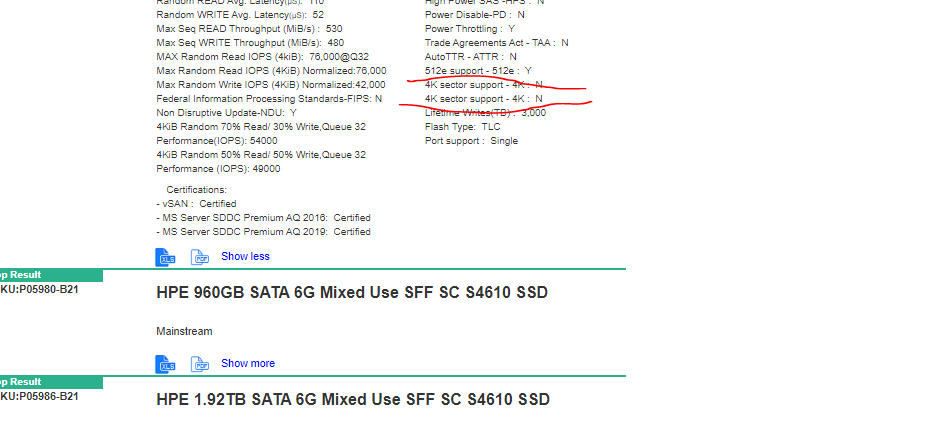 Random READ Avg. Latency(µS): 110
Random WRITE Avg. Latency(µS): 52
Max Seq READ Throughput (MiB/s) : 530
Max Seq WRITE Throughput (MiB/s): 480
MAX Random Read IOPS (4kiB): 76,000@Q32
Max Random Read IOPS (4KiB) Normalized:76,000
Max Random Write IOPS (4KiB) Normalized:42,000
Federal Information Processing Standards-FIPS: N
Non Disruptive Update-NDU: Y
4KiB Random 70% Read/ 30% Write,Queue 32
Performance(IOPS): 54000
4KiB Random 50% Read/ 50% Write,Queue 32
Performance (IOPS): 49000
High Power SAS -HPS : N
Power Disable-PD : N
Power Throttling : Y
Trade Agreements Act - TAA : N
AutoTTR - ATTR : N
512e support - 512e : Y
4K sector support - 4K : N
4K sector support - 4K : N
Lifetime Writes(TB) : 3,000
Flash Type: TLC
Port support : Single
Certifications:
- vSAN : Certified
- MS Server SDDC Premium AQ 2016: Certified
- MS Server SDDC Premium AQ 2019: Certified
XLS PDF Show less
op Result
KU:P05980-B21
HPE 960GB SATA 6G Mixed Use SFF SC S4610 SSD
Mainstream
XLS PDF Show more
op Result
KU:P05986-B21
HPE 1.92TB SATA 6G Mixed Use SFF SC S4610 SSD